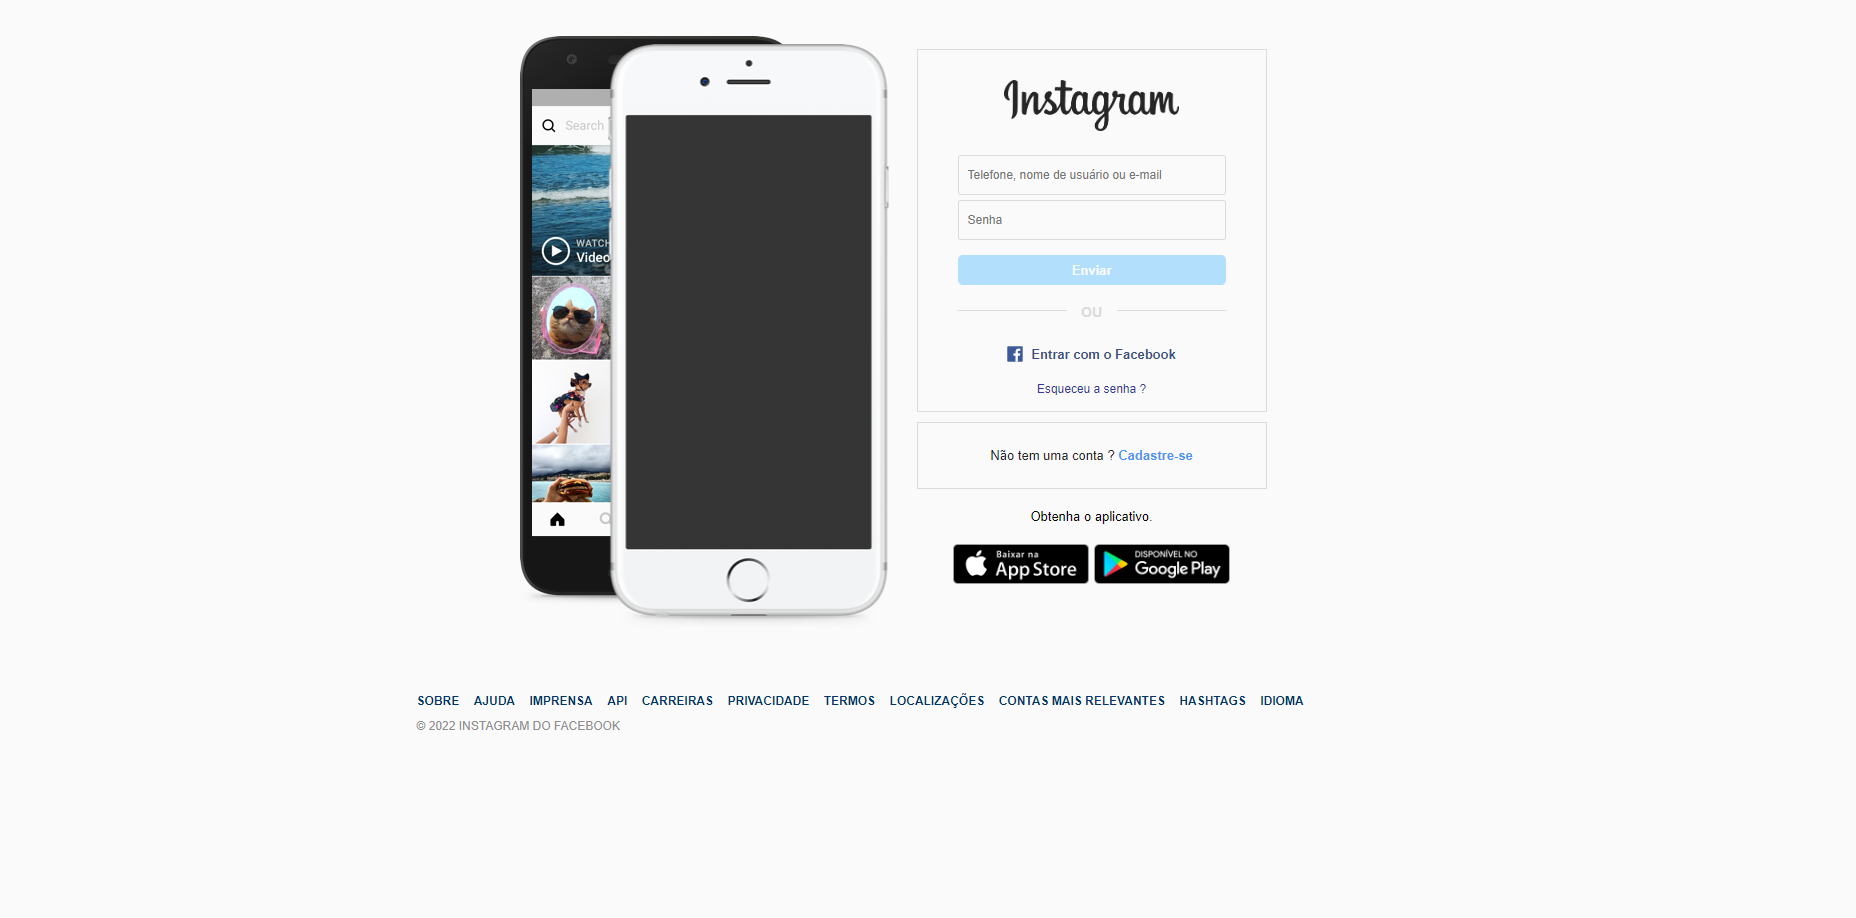 Search
WATCH
Video
Instagram
Telefone, nome de usuário ou e-mail
Senha
Enviar
OU
Entrar com o Facebook
Esqueceu a senha ?
Não tem uma conta ? Cadastre-se
Obtenha o aplicativo.
Baixar na
App Store
DISPONÍVEL NO
Google Play
SOBRE AJUDA IMPRENSA API CARREIRAS PRIVACIDADE TERMOS LOCALIZAÇÕES CONTAS MAIS RELEVANTES HASHTAGS IDIOMA
© 2022 INSTAGRAM DO FACEBOOK